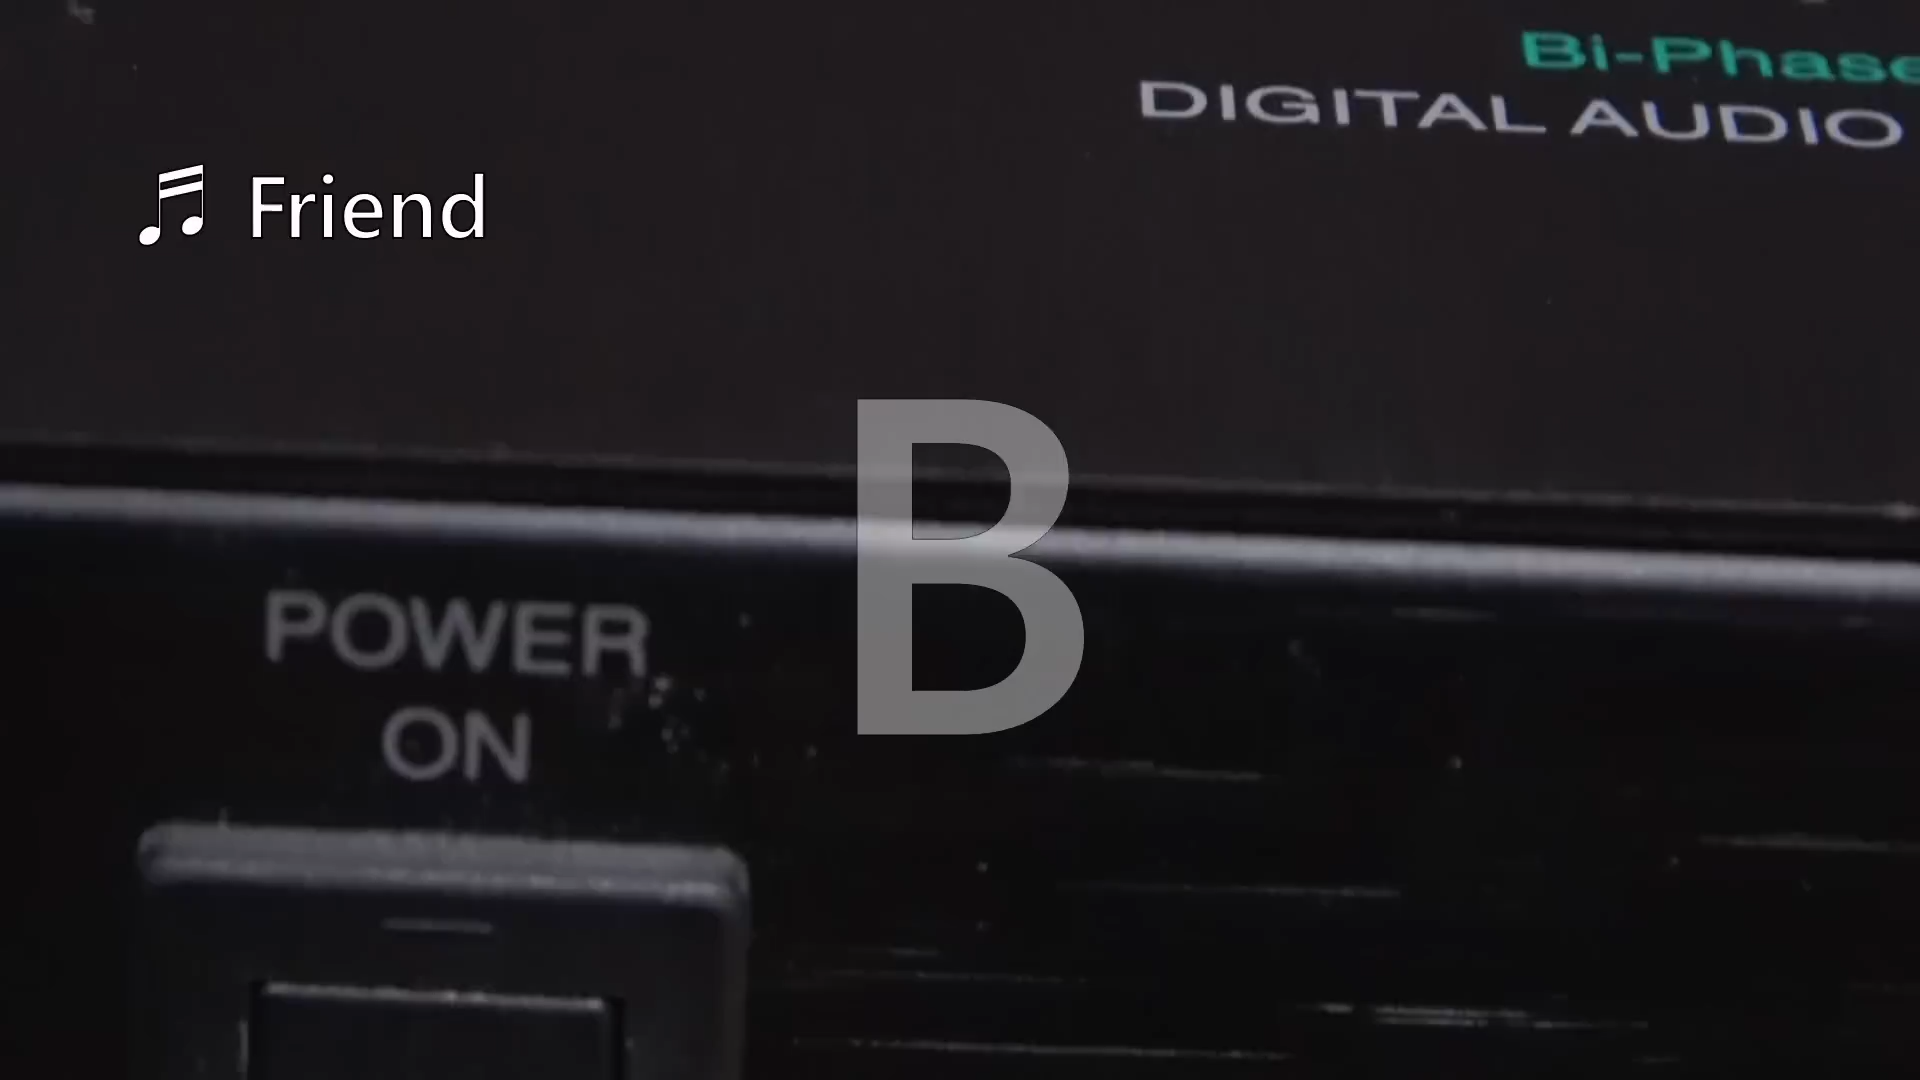 Bi-Phase
DIGITAL AUDIO
♫ Friend
B
POWER
ON